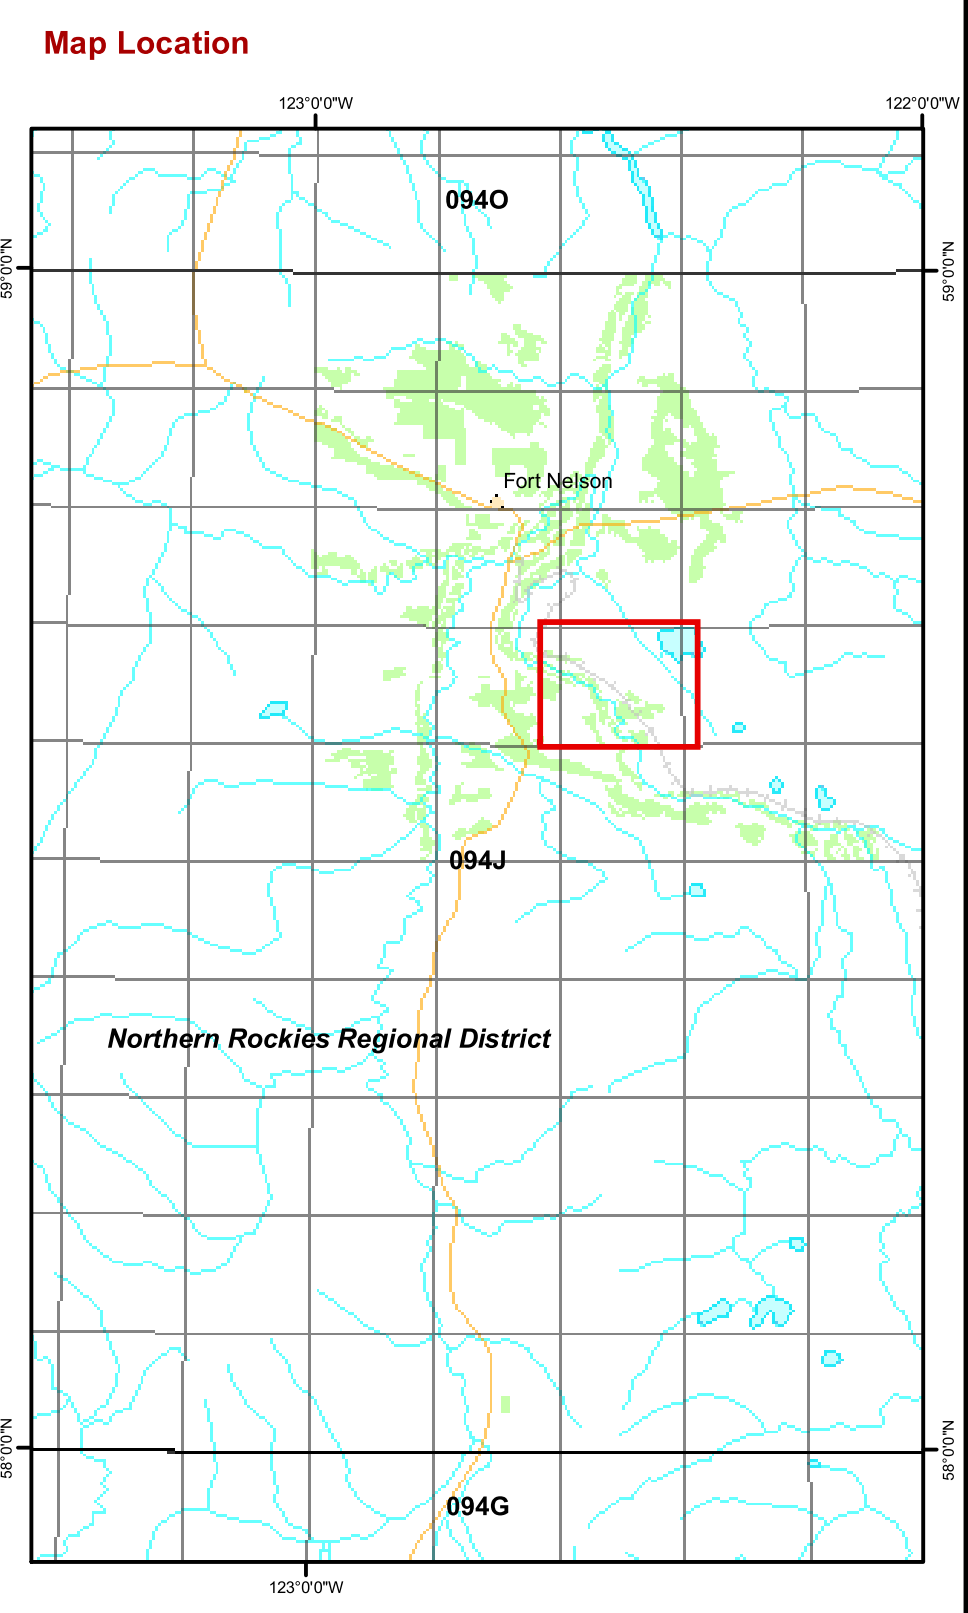 Map Location
123°0'0"W
122°0'0"W
094O
59°0'0"N
59°0'0"N
Fort Nelson
094J
Northern Rockies Regional District
58°0'0"N
58°0'0"N
094G
123°0'0"W